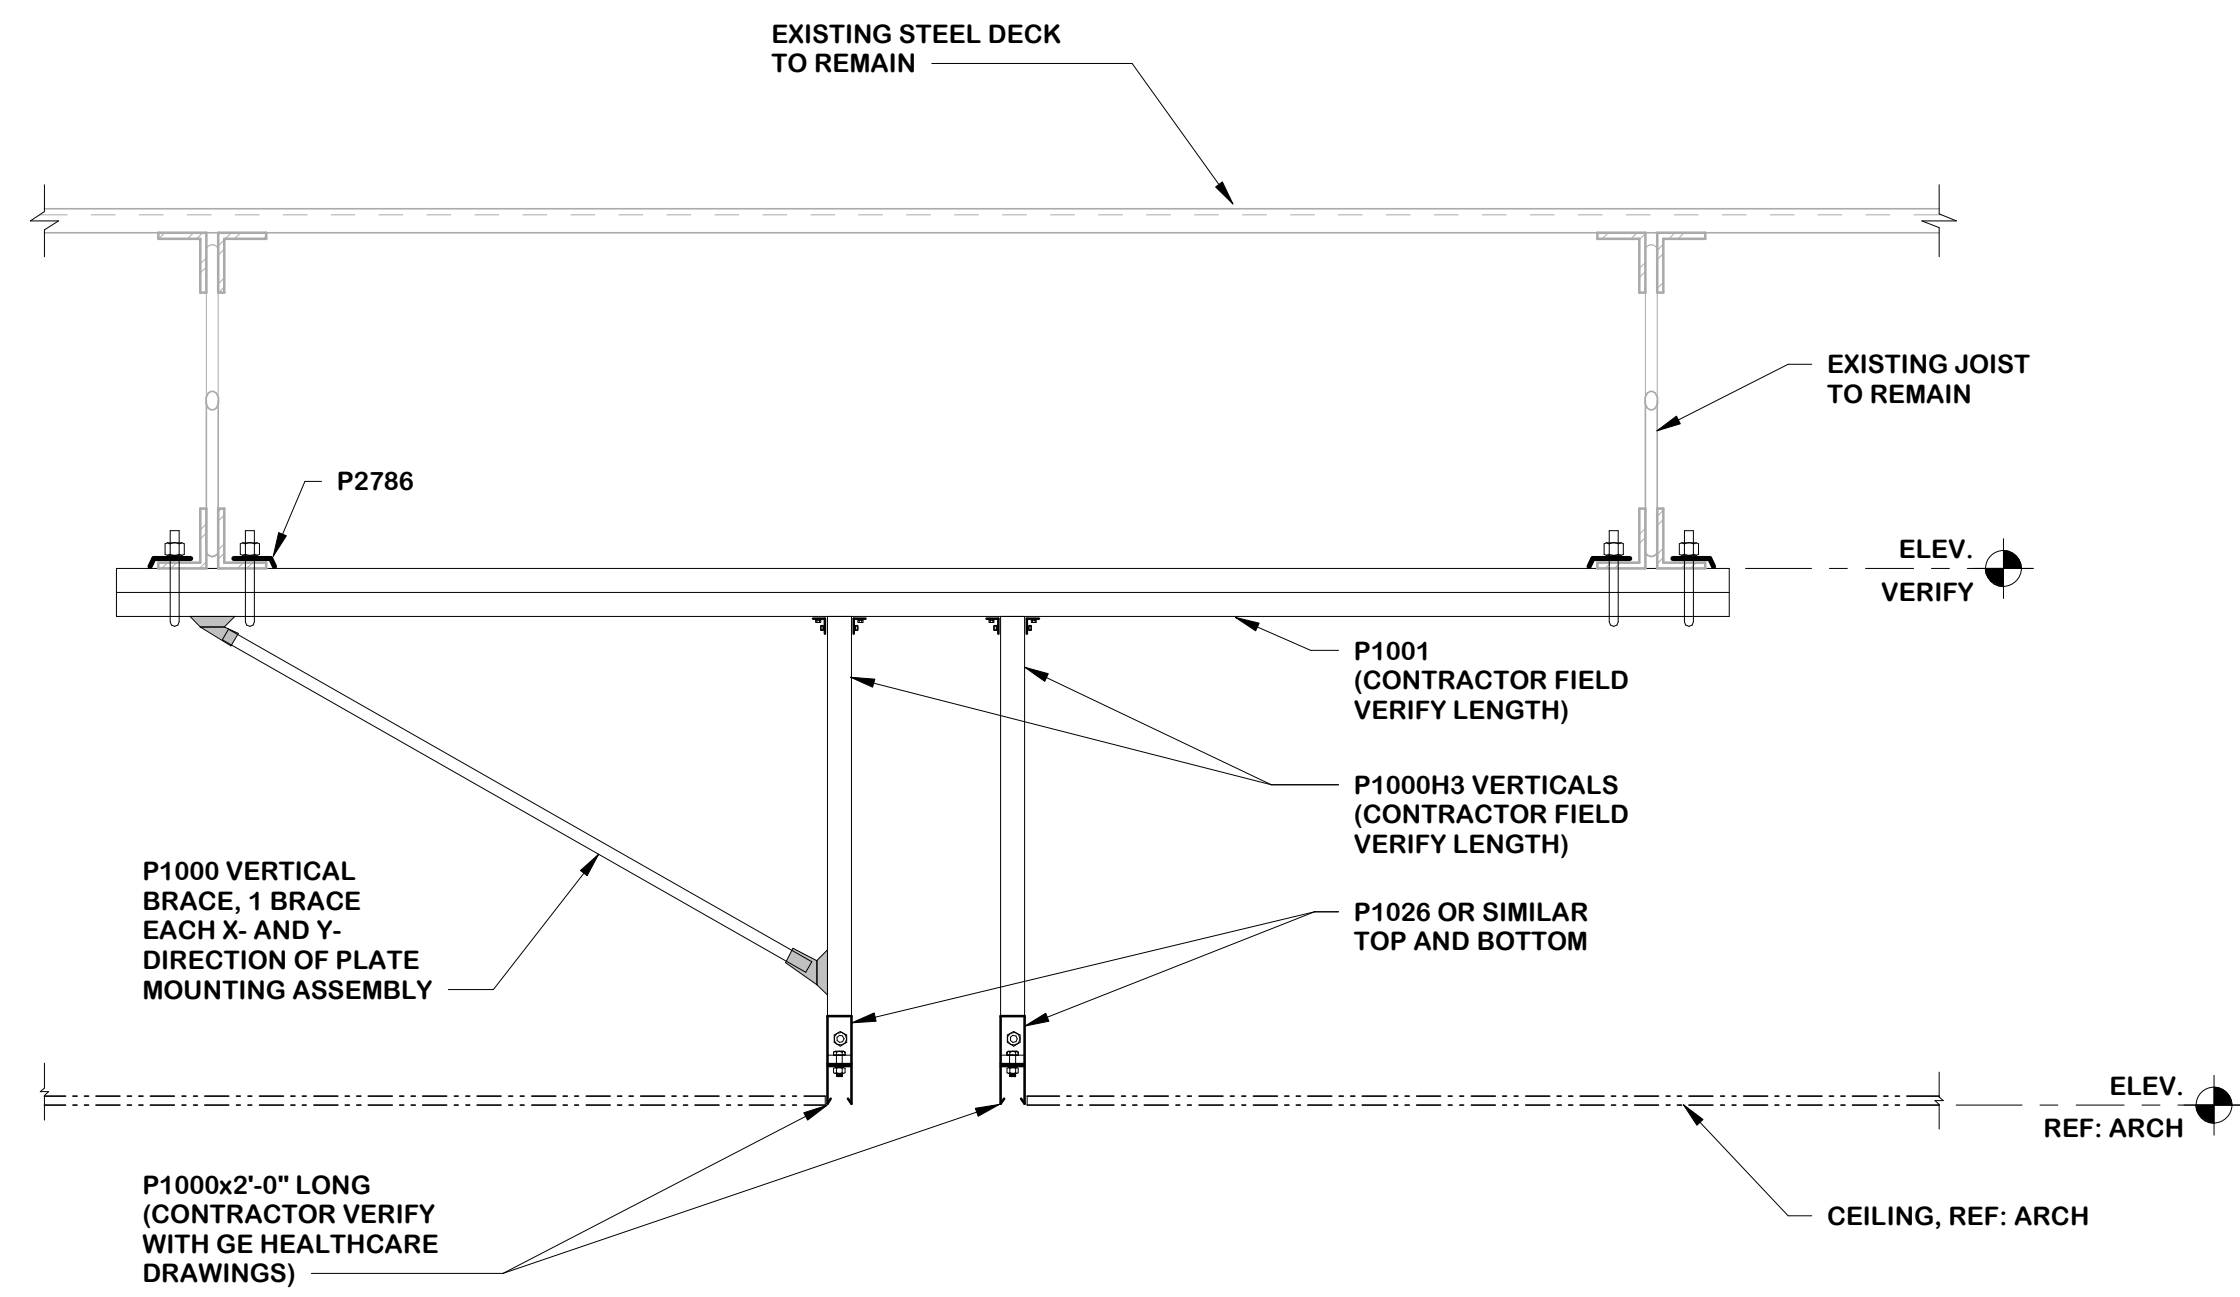 EXISTING STEEL DECK
TO REMAIN
EXISTING JOIST
TO REMAIN
P2786
ELEV.
VERIFY
P1001
(CONTRACTOR FIELD
VERIFY LENGTH)
P1000H3 VERTICALS
(CONTRACTOR FIELD
VERIFY LENGTH)
P1000 VERTICAL
BRACE, 1 BRACE
EACH X- AND Y-
DIRECTION OF PLATE
MOUNTING ASSEMBLY
P1026 OR SIMILAR
TOP AND BOTTOM
ELEV.
REF: ARCH
P1000x2'-0" LONG
(CONTRACTOR VERIFY
WITH GE HEALTHCARE
DRAWINGS)
CEILING, REF: ARCH